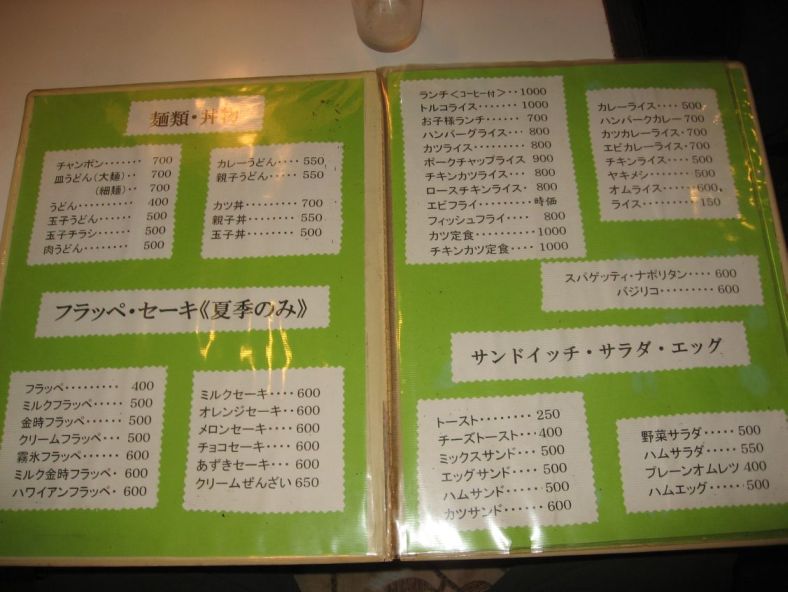 麺類・丼物
チャンポン・・・・・・・ 700
皿うどん(大麺)・・ 700
(細麺)・・ 700
うどん・・・・・・・・・・ 400
玉子うどん・・・・・・ 500
玉子チラシ・・・・・・ 500
肉うどん・・・・・・・・ 500
カレーうどん・・・・ 550
親子うどん・・・・・ 550
カツ丼・・・・・・・・ 700
親子丼・・・・・・・・ 550
玉子丼・・・・・・・・ 500
フラッペ・セーキ《夏季のみ》
フラッペ・・・・・・・・・ 400
ミルクフラッペ・・・・・ 500
金時フラッペ・・・・・・ 500
クリームフラッペ・・・・ 500
霧氷フラッペ・・・・・・ 600
ミルク金時フラッペ・ 600
ハワイアンフラッペ・ 600
ミルクセーキ・・・・ 600
オレンジセーキ・・ 600
メロンセーキ・・・・ 600
チョコセーキ・・・・ 600
あずきセーキ・・・ 600
クリームぜんざい 650
ランチ<コーヒー付>・・1000
トルコライス・・・・・・・ 1000
お子様ランチ・・・・・・ 700
ハンバーグライス・・・ 800
カツライス・・・・・・・・ 800
ポークチャップライス 900
チキンカツライス・・・ 800
ロースチキンライス・ 800
エビフライ・・・・・・・・時価
フィッシュフライ・・・・ 800
カツ定食・・・・・・・・・1000
チキンカツ定食・・・・ 1000
カレーライス・・・・・ 500
ハンバークカレー 700
カツカレーライス・ 700
エビカレーライス・700
チキンライス・・・・・ 500
ヤキメシ・・・・・・・・ 500
オムライス・・・・・・600
ライス・・・・・・・・・ 150
スパゲッティ・ナポリタン・・・・ 600
バジリコ・・・・・・・・・ 600
サンドイッチ・サラダ・エッグ
トースト・・・・・・・・ 250
チーズトースト・・・400
ミックスサンド・・・ 500
エッグサンド・・・・ 500
ハムサンド・・・・・ 500
カツサンド・・・・・ 600
野菜サラダ・・・・・ 500
ハムサラダ・・・・・ 550
プレーンオムレツ 400
ハムエッグ・・・・・ 500